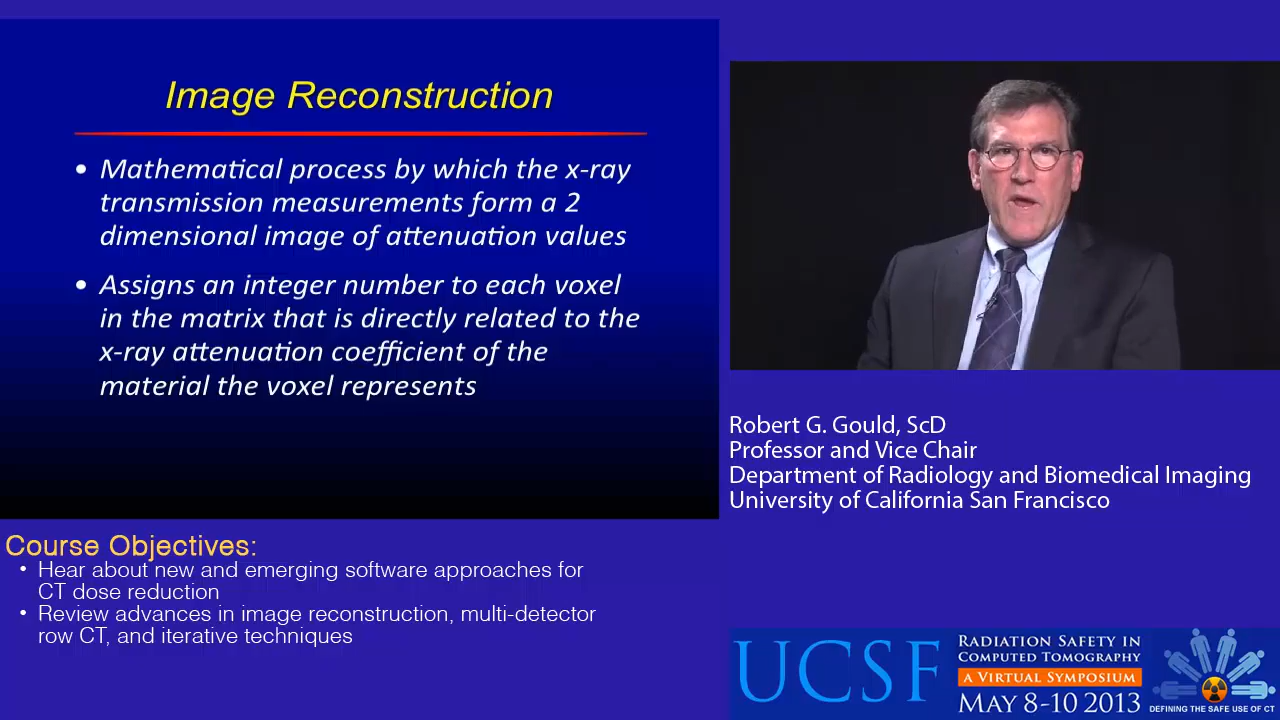 Image Reconstruction
• Mathematical process by which the x-ray
transmission measurements form a 2
dimensional image of attenuation values
• Assigns an integer number to each voxel
in the matrix that is directly related to the
x-ray attenuation coefficient of the
material the voxel represents
Robert G. Gould, ScD
Professor and Vice Chair
Department of Radiology and Biomedical Imaging
University of California San Francisco
Course Objectives:
• Hear about new and emerging software approaches for
CT dose reduction
• Review advances in image reconstruction, multi-detector
row CT, and iterative techniques
UCSF
Radiation Safety in
Computed Tomography
a Virtual Symposium
May 8-10 2013
DEFINING THE SAFE USE OF CT